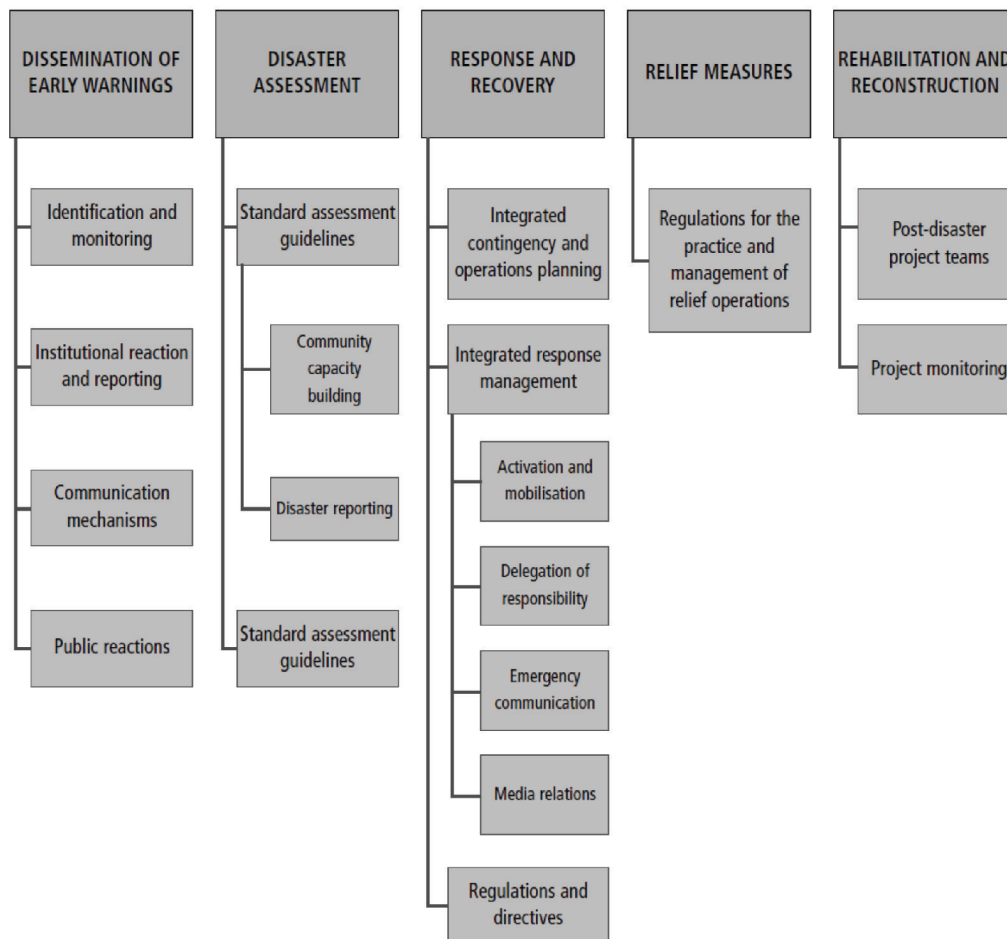 DISSEMINATION OF
EARLY WARNINGS
Identification and
monitoring
Institutional reaction
and reporting
Communication
mechanisms
Public reactions
DISASTER
ASSESSMENT
Standard assessment
guidelines
Community
capacity
building
Disaster reporting
Standard assessment
guidelines
RESPONSE AND
RECOVERY
Integrated
contingency and
operations planning
Integrated response
management
Activation and
mobilisation
Delegation of
responsibility
Emergency
communication
Media relations
Regulations and
directives
RELIEF MEASURES
Regulations for the
practice and
management of
relief operations
REHABILITATION AND
RECONSTRUCTION
Post-disaster
project teams
Project monitoring